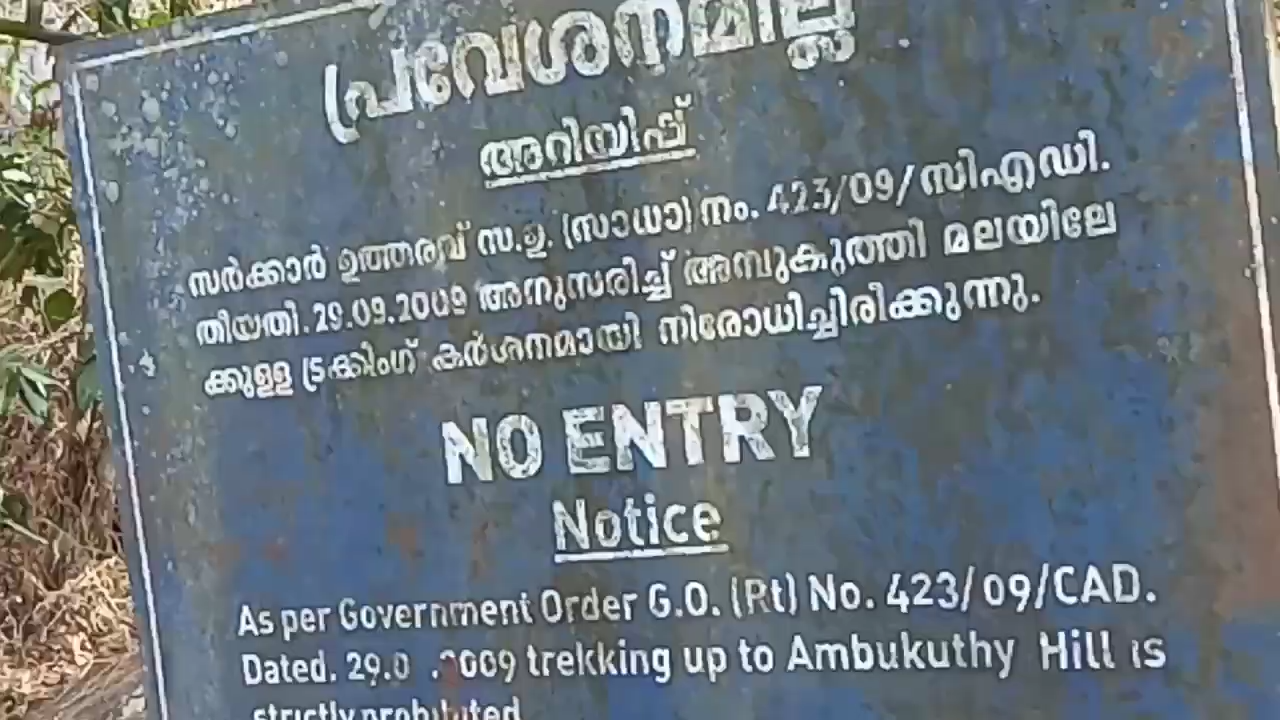 പ്രവേശനമില്ല
അറിയിപ്പ്
സർക്കാർ ഉത്തരവ് സ.ഉ. (സാധാ) നം. 423/09/സിഎഡി.
തീയതി.29.09.2009 അനുസരിച്ച് അമ്പുകുത്തി മലയിലേ
ക്കുളള ട്രക്കിംഗ് കർശനമായി നിരോധിച്ചിരിക്കുന്നു.
NO ENTRY
Notice
As per Government Order G.O. (Rt) No. 423/09/CAD.
Dated. 29.0 .2009 trekking up to Ambukuthy Hill is
strictly prohibited